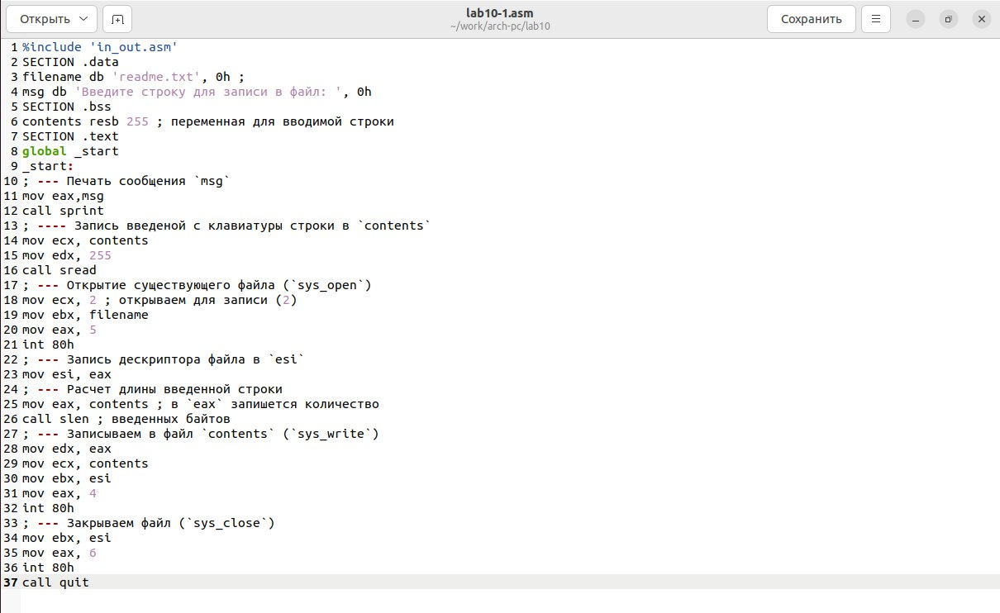 Открыть
lab10-1.asm
~/work/arch-pc/lab10
Сохранить
1 %include 'in_out.asm'
2 SECTION .data
3 filename db 'readme.txt', 0h ;
4 msg db 'Введите строку для записи в файл: ', 0h
5 SECTION .bss
6 contents resb 255 ; переменная для вводимой строки
7 SECTION .text
8 global _start
9 _start:
10 ; --- Печать сообщения `msg`
11 mov eax,msg
12 call sprint
13 ; ---- Запись введеной с клавиатуры строки в `contents`
14 mov ecx, contents
15 mov edx, 255
16 call sread
17 ; --- Открытие существующего файла (`sys_open`)
18 mov ecx, 2 ; открываем для записи (2)
19 mov ebx, filename
20 mov eax, 5
21 int 80h
22 ; --- Запись дескриптора файла в `esi`
23 mov esi, eax
24 ; --- Расчет длины введенной строки
25 mov eax, contents ; в `eax` запишется количество
26 call slen ; введенных байтов
27 ; --- Записываем в файл `contents` (`sys_write`)
28 mov edx, eax
29 mov ecx, contents
30 mov ebx, esi
31 mov eax, 4
32 int 80h
33 ; --- Закрываем файл (`sys_close`)
34 mov ebx, esi
35 mov eax, 6
36 int 80h
37 call quit